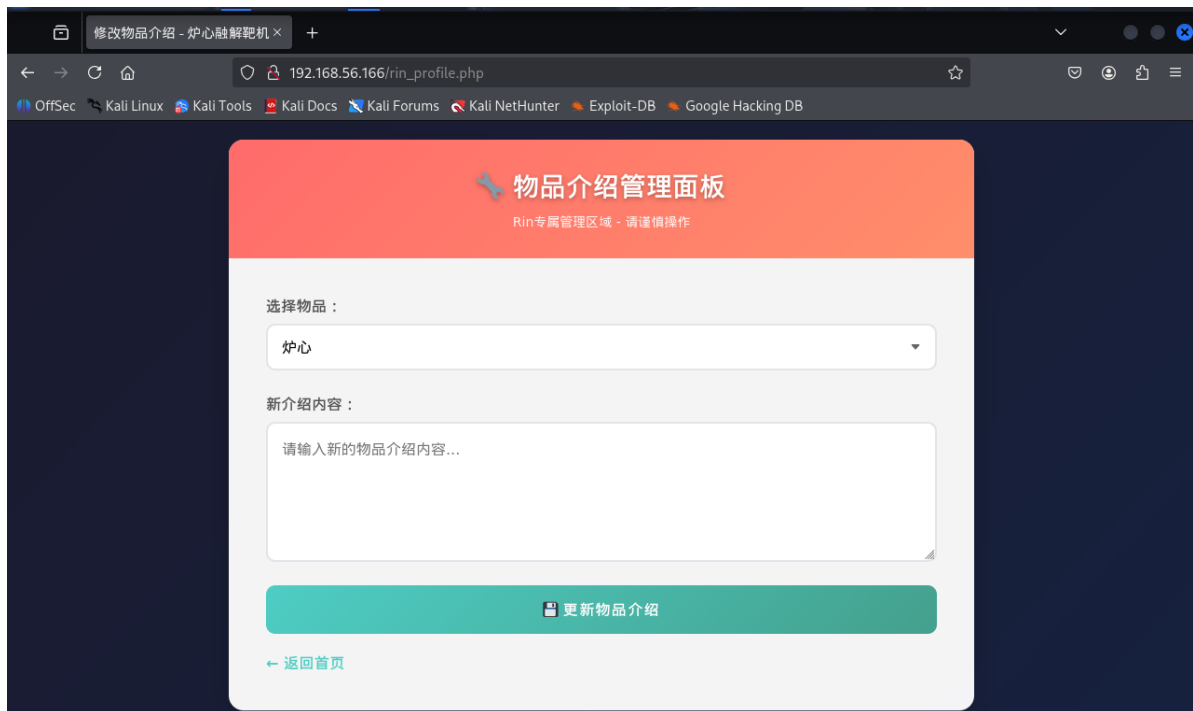 修改物品介绍 - 炉心融解靶机
192.168.56.166/rin_profile.php
OffSec Kali Linux Kali Tools Kali Docs Kali Forums Kali NetHunter Exploit-DB Google Hacking DB
物品介绍管理面板
Rin专属管理区域 - 请谨慎操作
选择物品：
炉心
新介绍内容：
请输入新的物品介绍内容...
更新物品介绍
← 返回首页